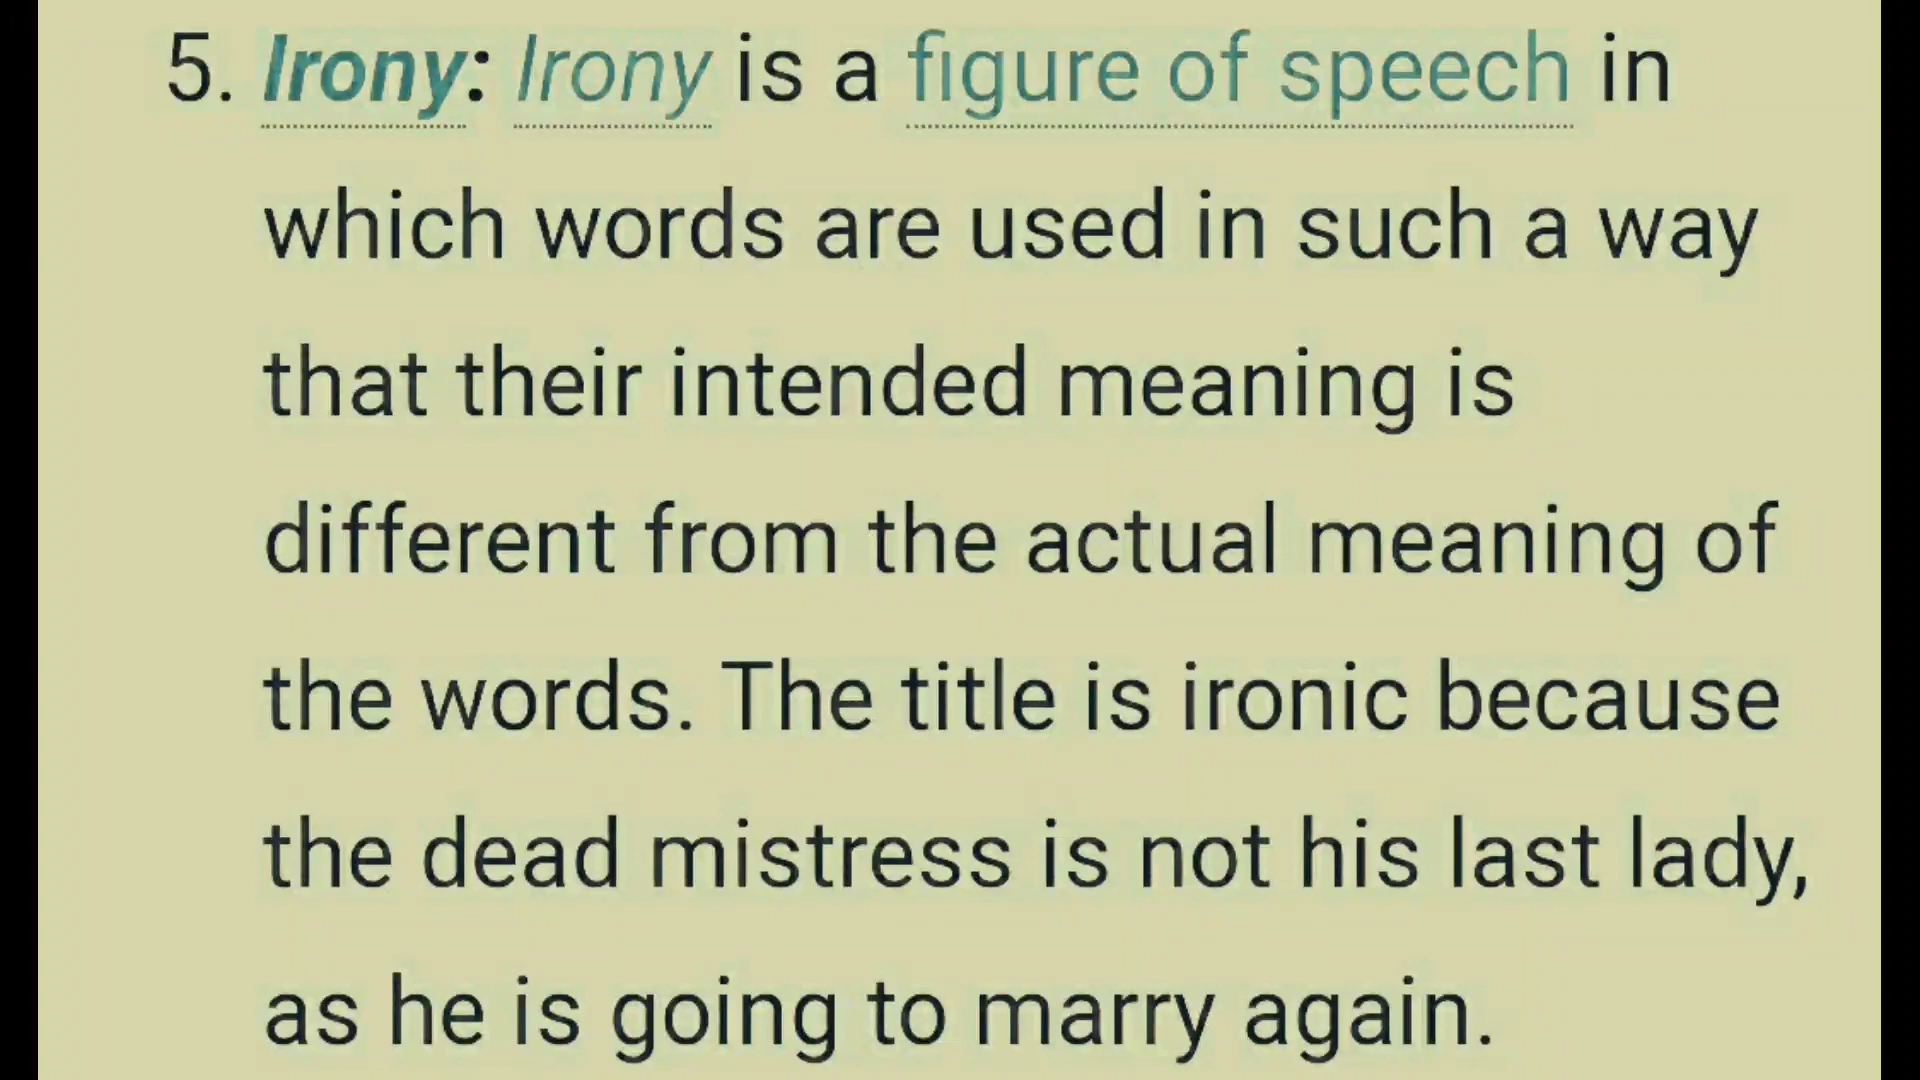 5. Irony: Irony is a figure of speech in
which words are used in such a way
that their intended meaning is
different from the actual meaning of
the words. The title is ironic because
the dead mistress is not his last lady,
as he is going to marry again.